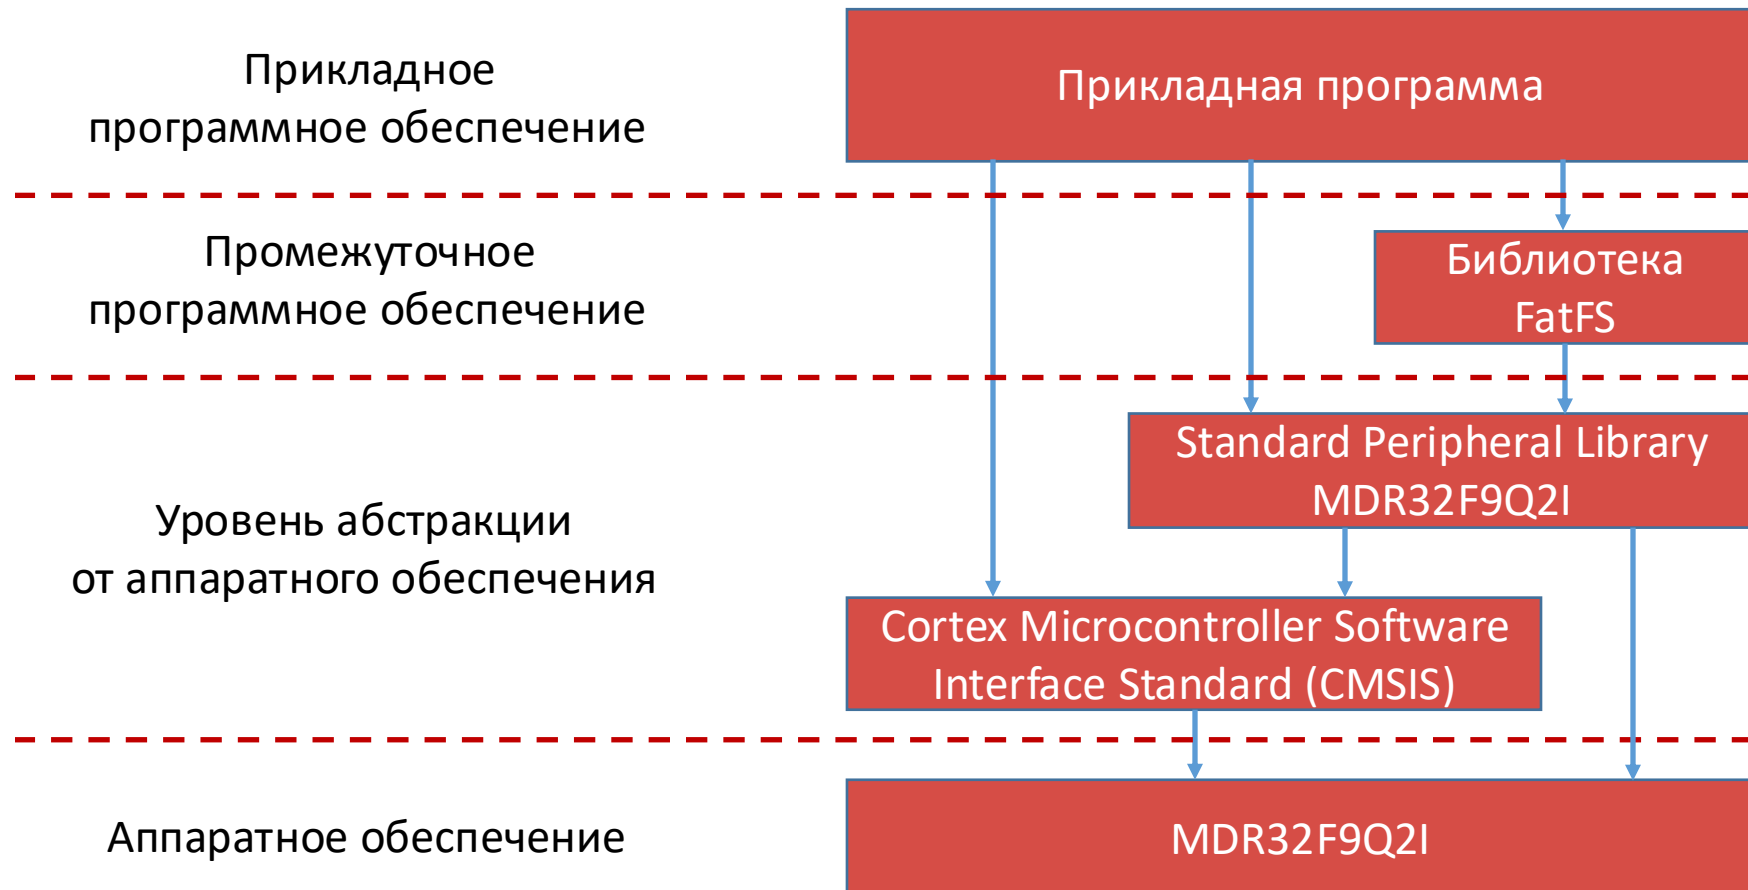 Прикладное
программное обеспечение
Прикладная программа
Промежуточное
программное обеспечение
Библиотека
FatFS
Уровень абстракции
от аппаратного обеспечения
Standard Peripheral Library
MDR32F9Q2I
Cortex Microcontroller Software
Interface Standard (CMSIS)
Аппаратное обеспечение
MDR32F9Q2I